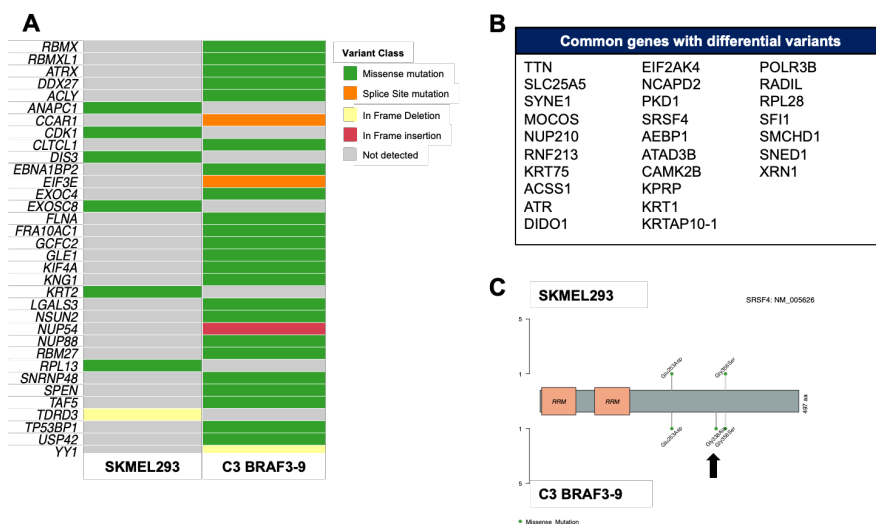 A
RBMX
RBMXL1
ATRX
DDX27
ACLY
ANAPC1
CCAR1
CDK1
CLTCL1
DIS3
EBNA1BP2
EIF3E
EXOC4
EXOSC8
FLNA
FRA10AC1
GCFC2
GLE1
KIF4A
KNG1
KRT2
LGALS3
NSUN2
NUP54
NUP88
RBM27
RPL13
SNRNP48
SPEN
TAF5
TDRD3
TP53BP1
USP42
YY1
SKMEL293 C3 BRAF3-9
Variant Class
Missense mutation
Splice Site mutation
In Frame Deletion
In Frame insertion
Not detected
B
Common genes with differential variants
TTN EIF2AK4 POLR3B
SLC25A5 NCAPD2 RADIL
SYNE1 PKD1 RPL28
MOCOS SRSF4 SFI1
NUP210 AEBP1 SMCHD1
RNF213 ATAD3B SNED1
KRT75 CAMK2B XRN1
ACSS1 KPRP
ATR KRT1
DIDO1 KRTAP10-1
C
SKMEL293
SRSF4: NM_005626
5
1
Glu253Asp Gly356Ser
RRM RRM
497 aa
1
5
Glu253Asp Gly356Ser
C3 BRAF3-9
Missense_Mutation